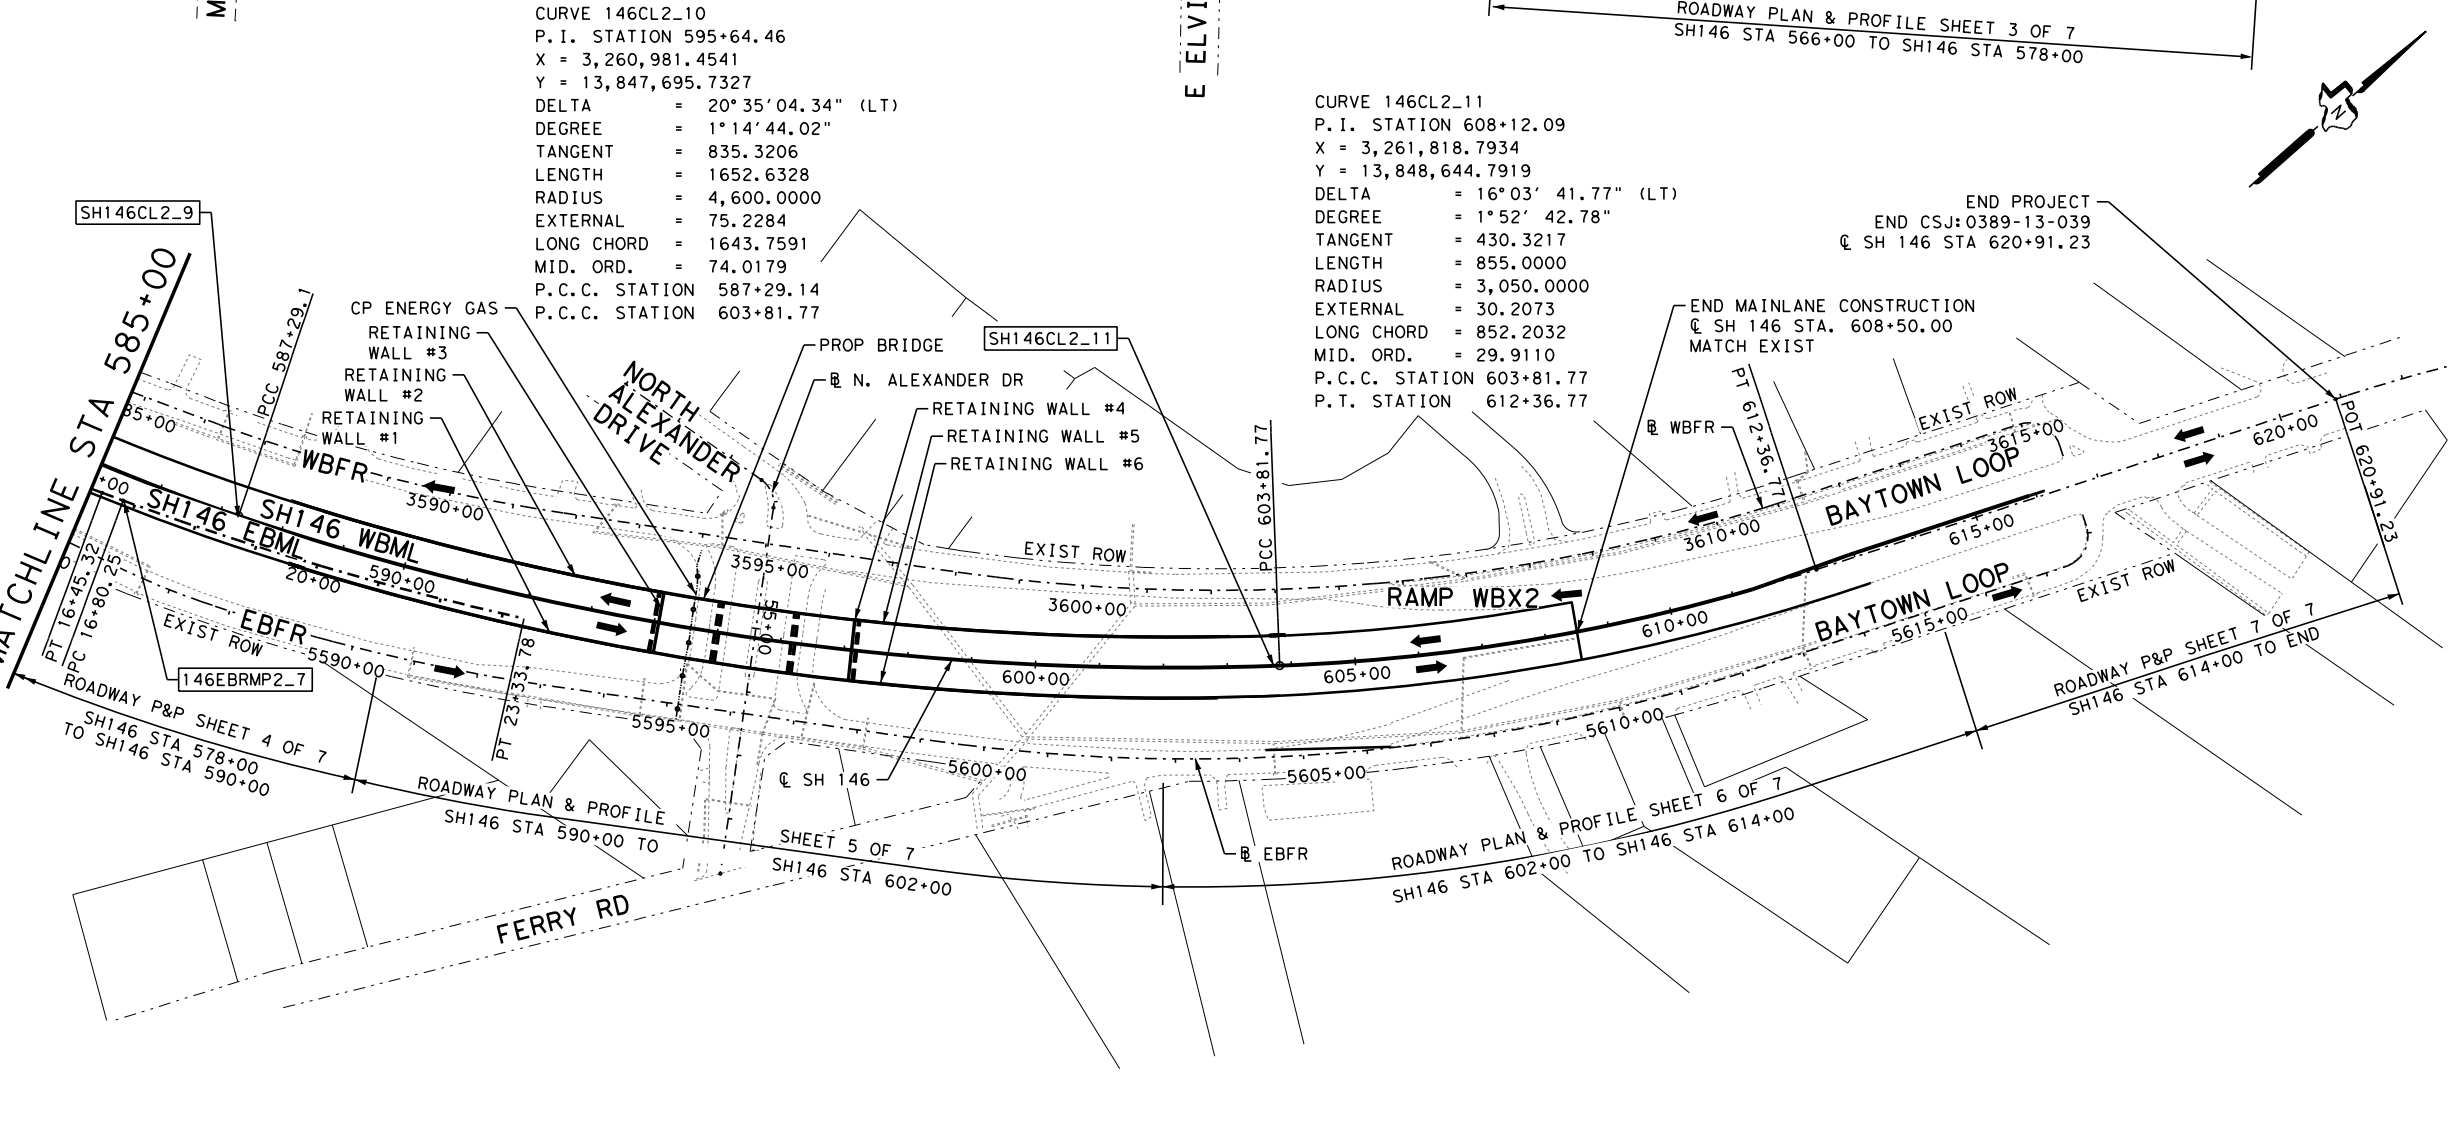 M
E ELVI
ROADWAY PLAN & PROFILE SHEET 3 OF 7
SH146 STA 566+00 TO SH146 STA 578+00
N
CURVE 146CL2_10
P.I. STATION 595+64.46
X = 3,260,981.4541
Y = 13,847,695.7327
DELTA = 20°35'04.34" (LT)
DEGREE = 1°14'44.02"
TANGENT = 835.3206
LENGTH = 1652.6328
RADIUS = 4,600.0000
EXTERNAL = 75.2284
LONG CHORD = 1643.7591
MID. ORD. = 74.0179
P.C.C. STATION 587+29.14
P.C.C. STATION 603+81.77
CURVE 146CL2_11
P.I. STATION 608+12.09
X = 3,261,818.7934
Y = 13,848,644.7919
DELTA = 16°03' 41.77" (LT)
DEGREE = 1°52' 42.78"
TANGENT = 430.3217
LENGTH = 855.0000
RADIUS = 3,050.0000
EXTERNAL = 30.2073
LONG CHORD = 852.2032
MID. ORD. = 29.9110
P.C.C. STATION 603+81.77
P.T. STATION 612+36.77
END PROJECT
END CSJ:0389-13-039
℄ SH 146 STA 620+91.23
END MAINLANE CONSTRUCTION
℄ SH 146 STA. 608+50.00
MATCH EXIST
SH146CL2_9
ATCHLINE STA 585+00
PCC 587+29.1
CP ENERGY GAS
RETAINING
WALL #3
RETAINING
WALL #2
RETAINING
WALL #1
NORTH
ALEXANDER
DRIVE
PROP BRIDGE
BL N. ALEXANDER DR
SH146CL2_11
RETAINING WALL #4
RETAINING WALL #5
RETAINING WALL #6
PCC 603+81.77
BL WBFR
PT 612+36.77
EXIST ROW
3615+00
620+00
POT 620+91.23
85+00
WBFR
3590+00
3595+00
EXIST ROW
3600+00
RAMP WBX2
3610+00
BAYTOWN LOOP
615+00
+00
SH146 WBML
SH146 EBML
590+00
20+00
55+00
600+00
605+00
610+00
BAYTOWN LOOP
5615+00
EXIST ROW
PT 16+45.32
PC 16+80.25
EXIST ROW
EBFR
5590+00
146EBRMP2_7
PT 23+33.78
5595+00
℄ SH 146
5600+00
5605+00
5610+00
BL EBFR
ROADWAY P&P SHEET 4 OF 7
SH146 STA 578+00
TO SH146 STA 590+00
ROADWAY PLAN & PROFILE
SH146 STA 590+00 TO
SHEET 5 OF 7
SH146 STA 602+00
ROADWAY PLAN & PROFILE SHEET 6 OF 7
SH146 STA 602+00 TO SH146 STA 614+00
ROADWAY P&P SHEET 7 OF 7
SH146 STA 614+00 TO END
FERRY RD